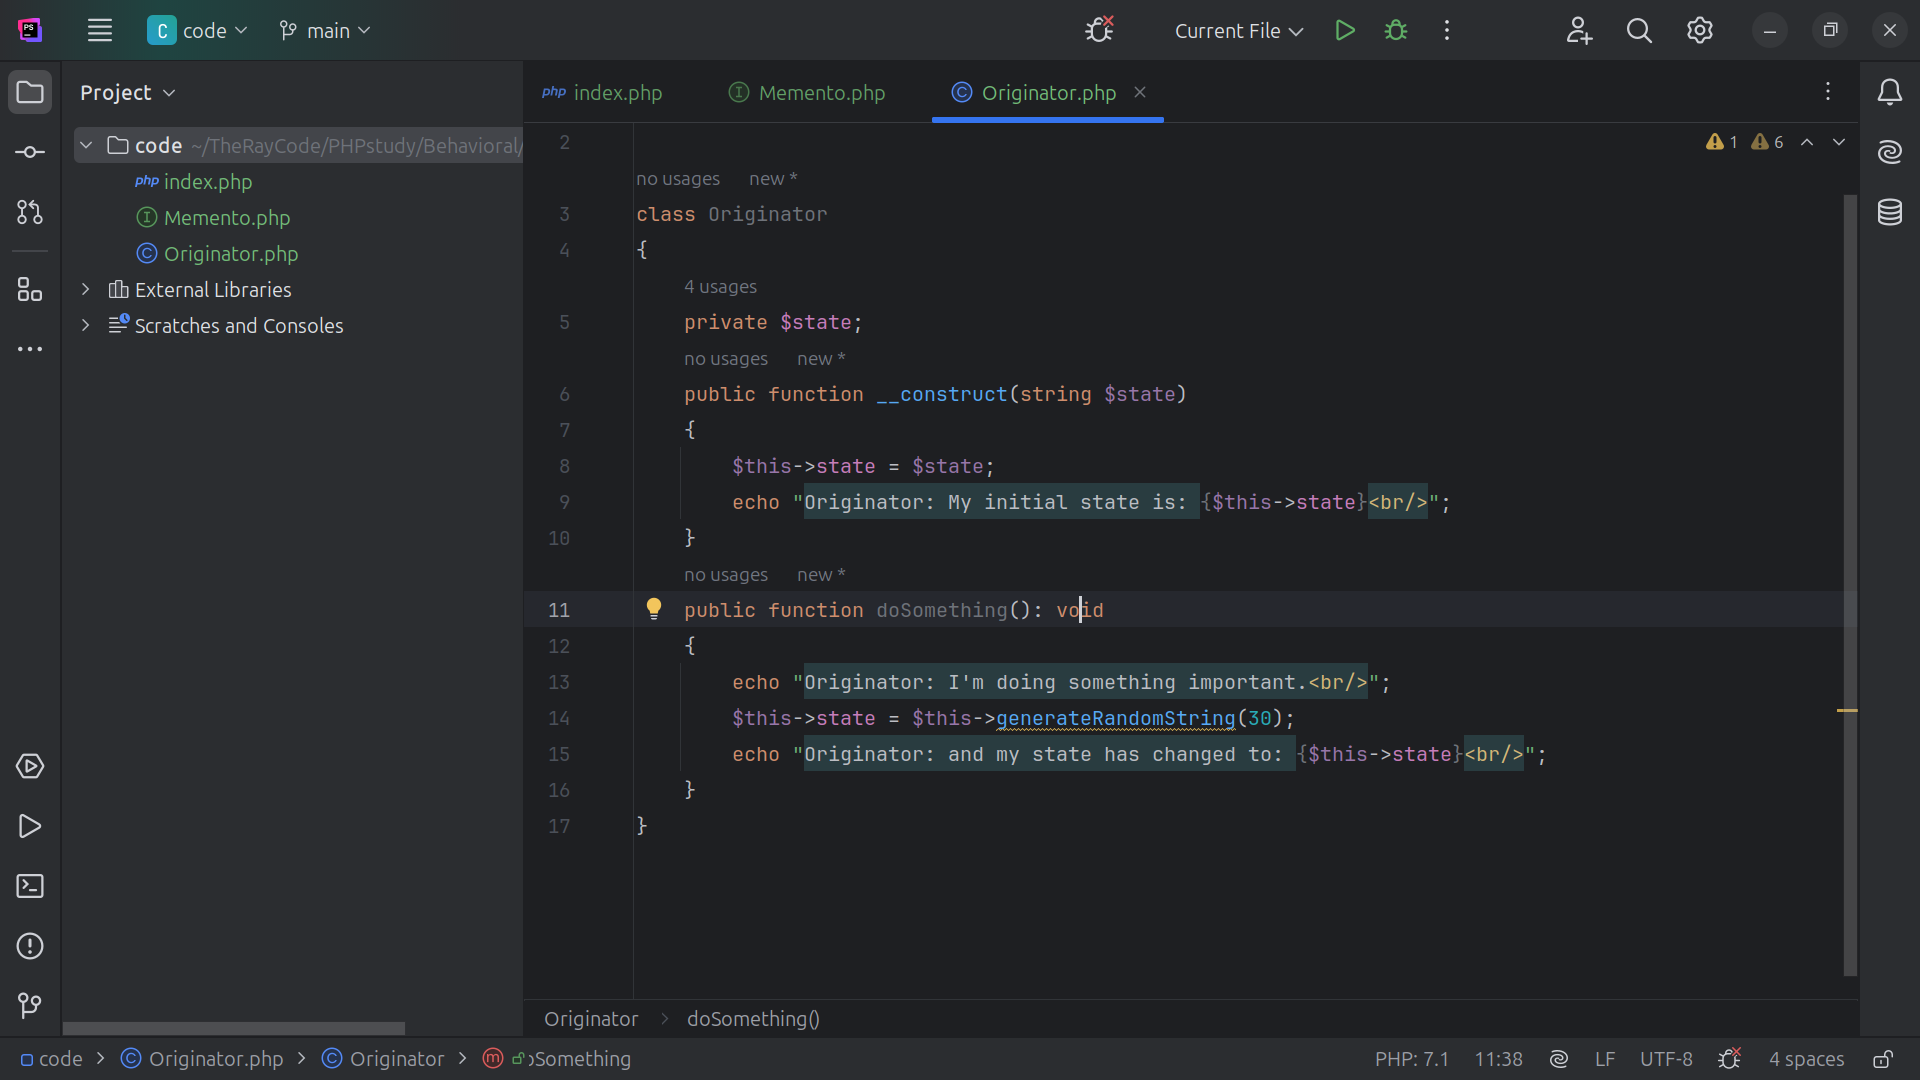 PS
C code main
Current File
Project
php index.php
I Memento.php
C Originator.php
code ~/TheRayCode/PHPstudy/Behavioral/
php index.php
I Memento.php
C Originator.php
External Libraries
Scratches and Consoles
1 6
2
no usages new *
3 class Originator
4 {
4 usages
5 private $state;
no usages new *
6 public function __construct(string $state)
7 {
8 $this->state = $state;
9 echo "Originator: My initial state is: {$this->state}<br/>";
10 }
no usages new *
11 public function doSomething(): void
12 {
13 echo "Originator: I'm doing something important.<br/>";
14 $this->state = $this->generateRandomString(30);
15 echo "Originator: and my state has changed to: {$this->state}<br/>";
16 }
17 }
Originator > doSomething()
code > C Originator.php > C Originator > m oSomething
PHP: 7.1 11:38 LF UTF-8 4 spaces